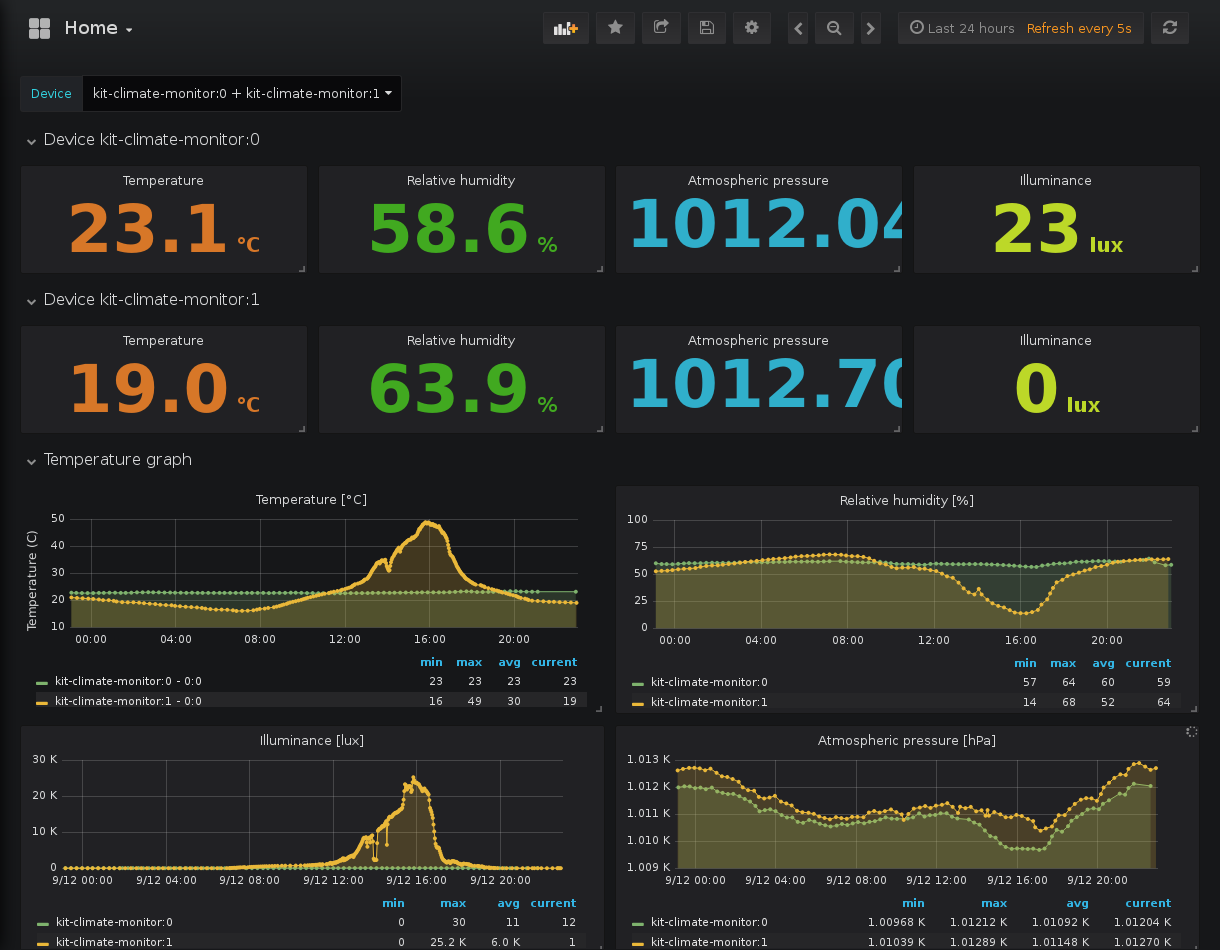 Home
Last 24 hours Refresh every 5s
Device kit-climate-monitor:0 + kit-climate-monitor:1
Device kit-climate-monitor:0
Temperature Relative humidity Atmospheric pressure Illuminance
23.1 °C 58.6 % 1012.04 23 lux
Device kit-climate-monitor:1
Temperature Relative humidity Atmospheric pressure Illuminance
19.0 °C 63.9 % 1012.70 0 lux
Temperature graph
Temperature [°C]
Temperature (C)
50
40
30
20
10
00:00 04:00 08:00 12:00 16:00 20:00
min max avg current
kit-climate-monitor:0 - 0:0 23 23 23 23
kit-climate-monitor:1 - 0:0 16 49 30 19
Relative humidity [%]
100
75
50
25
0
00:00 04:00 08:00 12:00 16:00 20:00
min max avg current
kit-climate-monitor:0 57 64 60 59
kit-climate-monitor:1 14 68 52 64
Illuminance [lux]
30 K
20 K
10 K
0
9/12 00:00 9/12 04:00 9/12 08:00 9/12 12:00 9/12 16:00 9/12 20:00
min max avg current
kit-climate-monitor:0 0 30 11 12
kit-climate-monitor:1 0 25.2 K 6.0 K 1
Atmospheric pressure [hPa]
1.013 K
1.012 K
1.011 K
1.010 K
1.009 K
9/12 00:00 9/12 04:00 9/12 08:00 9/12 12:00 9/12 16:00 9/12 20:00
min max avg current
kit-climate-monitor:0 1.00968 K 1.01212 K 1.01092 K 1.01204 K
kit-climate-monitor:1 1.01039 K 1.01289 K 1.01148 K 1.01270 K